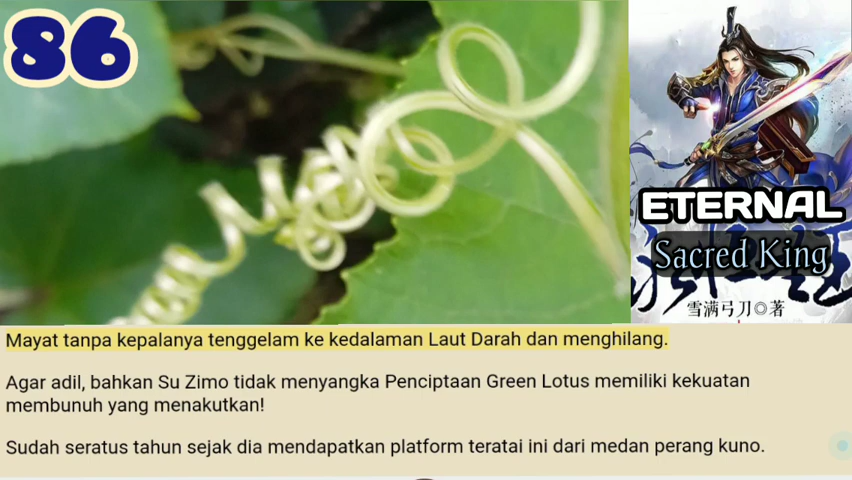 86
ETERNAL
Sacred King
雪满弓刀◎著
Mayat tanpa kepalanya tenggelam ke kedalaman Laut Darah dan menghilang.
Agar adil, bahkan Su Zimo tidak menyangka Penciptaan Green Lotus memiliki kekuatan
membunuh yang menakutkan!
Sudah seratus tahun sejak dia mendapatkan platform teratai ini dari medan perang kuno.